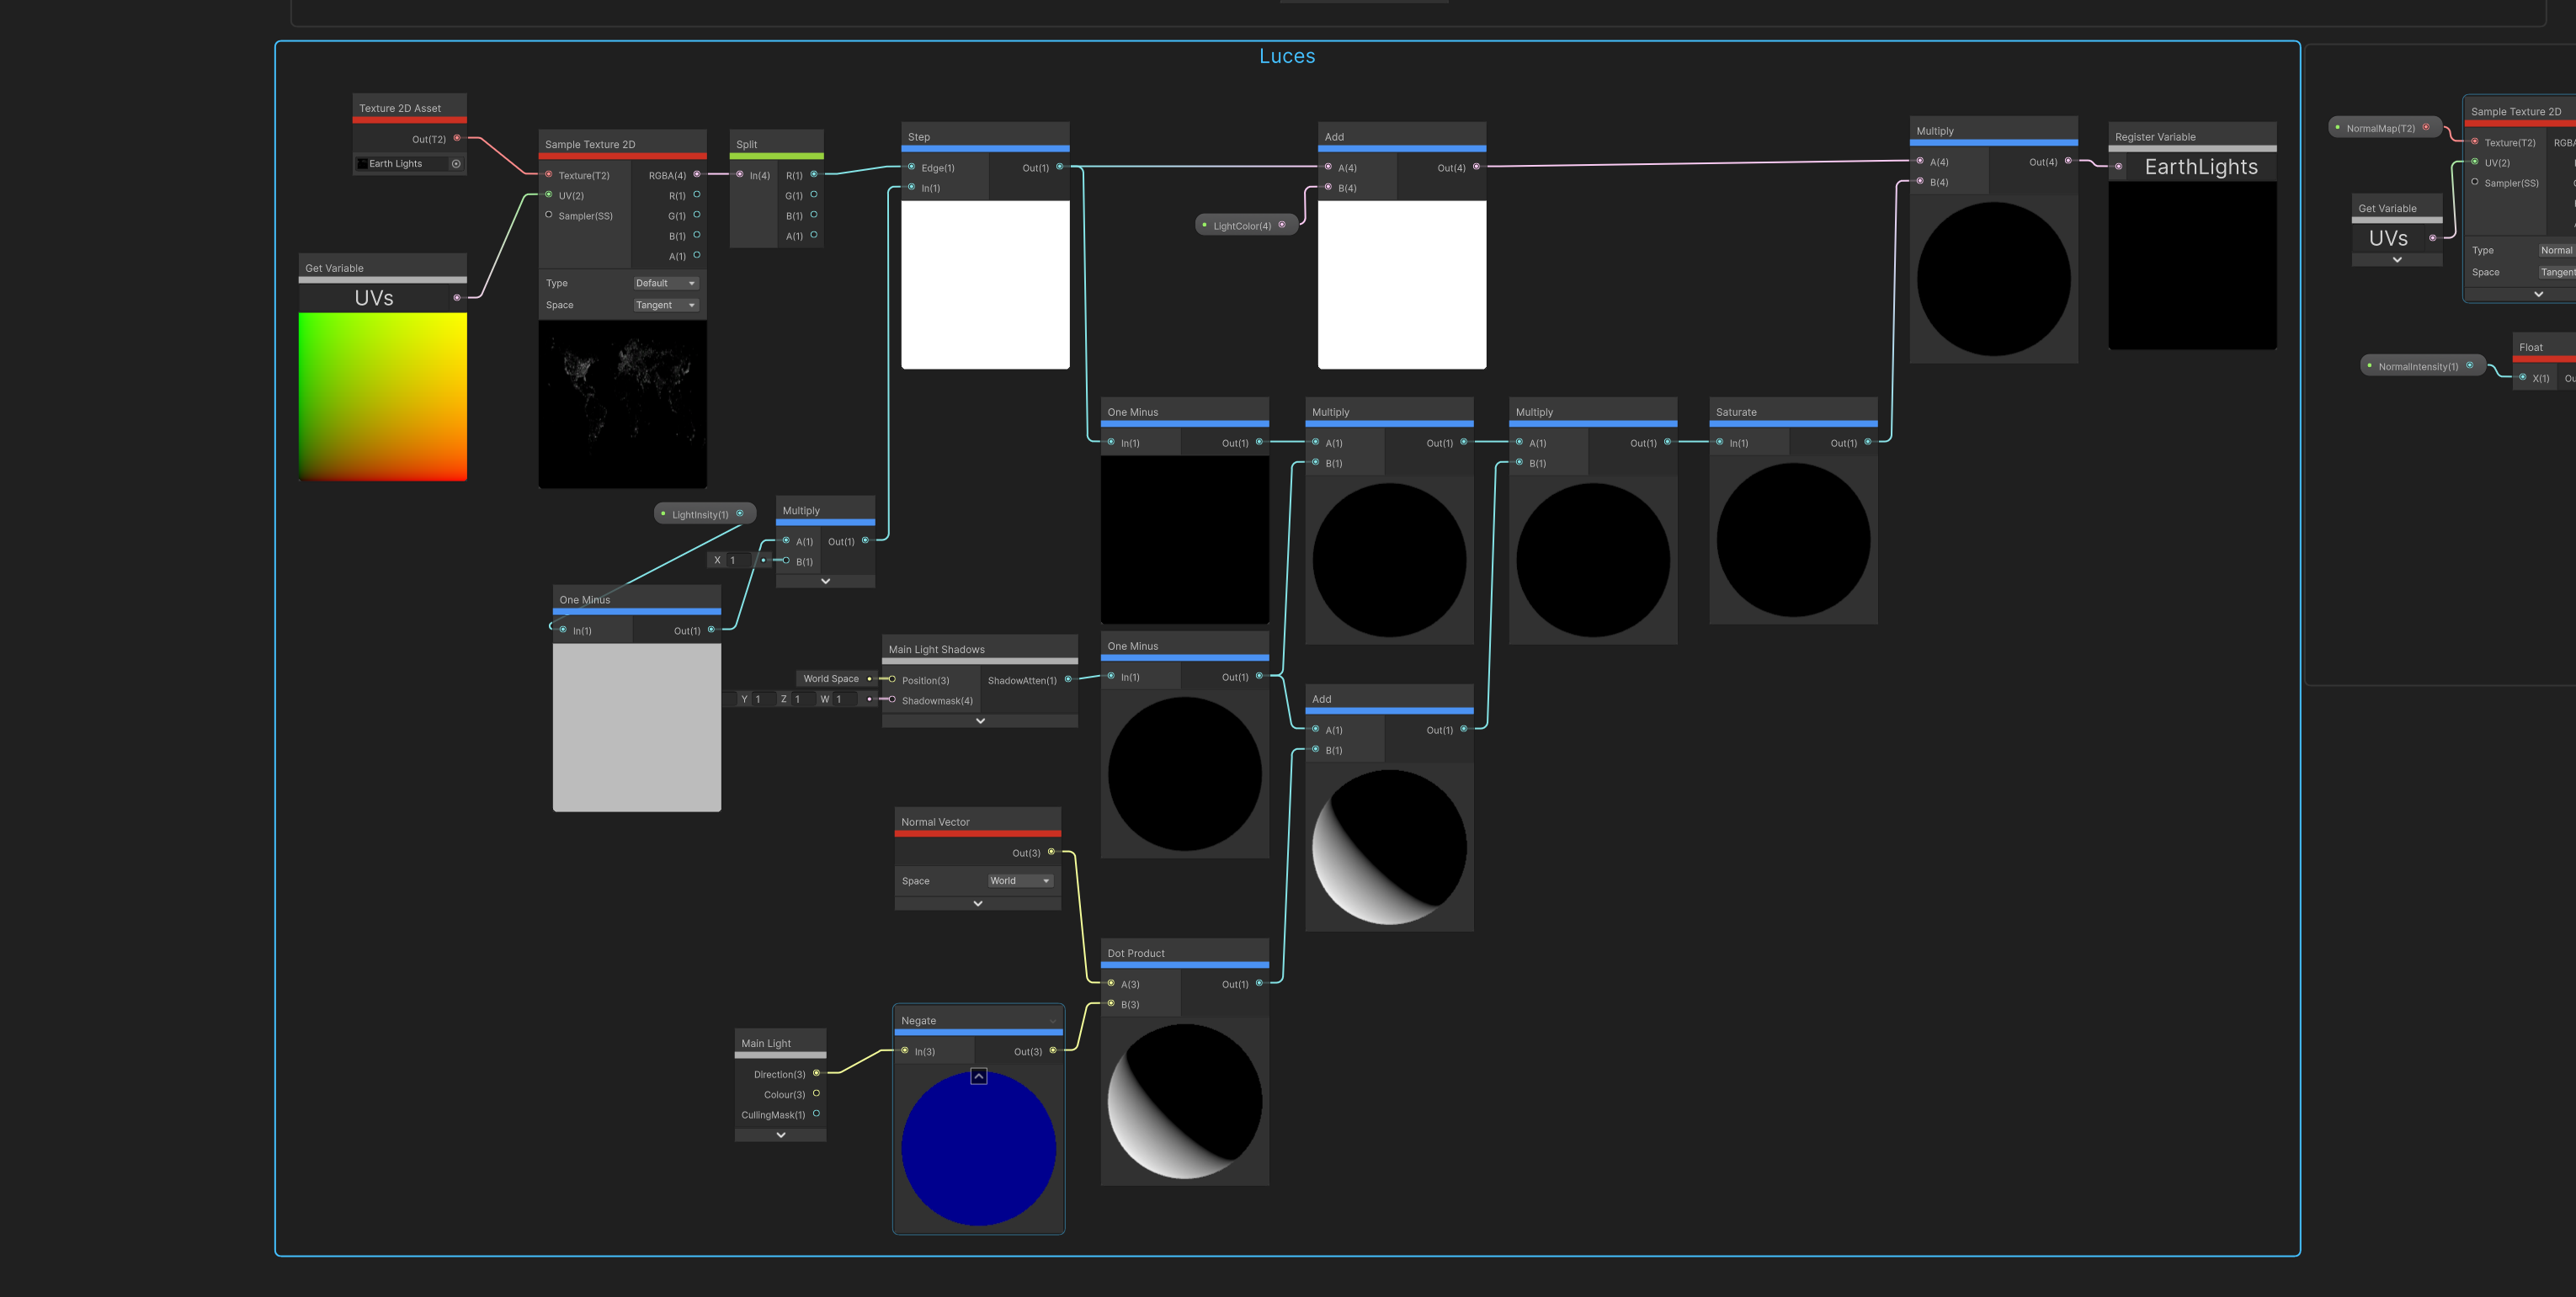 Luces
Texture 2D Asset
Out(T2)
Earth Lights
Get Variable
UVs
Sample Texture 2D
Texture(T2)
RGBA(4)
UV(2)
R(1)
Sampler(SS)
G(1)
B(1)
A(1)
Type
Default
Space
Tangent
Split
In(4)
R(1)
G(1)
B(1)
A(1)
Step
Edge(1)
Out(1)
In(1)
LightColor(4)
Add
A(4)
Out(4)
B(4)
Multiply
A(4)
Out(4)
B(4)
Register Variable
EarthLights
LightInsity(1)
Multiply
A(1)
Out(1)
X 1
B(1)
One Minus
In(1)
Out(1)
One Minus
In(1)
Out(1)
Multiply
A(1)
Out(1)
B(1)
Multiply
A(1)
Out(1)
B(1)
Saturate
In(1)
Out(1)
Main Light Shadows
World Space
Position(3)
ShadowAtten(1)
Y 1 Z 1 W 1
Shadowmask(4)
One Minus
In(1)
Out(1)
Add
A(1)
Out(1)
B(1)
Normal Vector
Out(3)
Space
World
Dot Product
A(3)
Out(1)
B(3)
Main Light
Direction(3)
Colour(3)
CullingMask(1)
Negate
In(3)
Out(3)
NormalMap(T2)
Get Variable
UVs
Sample Texture 2D
Texture(T2)
UV(2)
Sampler(SS)
Type
Normal
Space
Tangent
NormalIntensity(1)
Float
X(1)